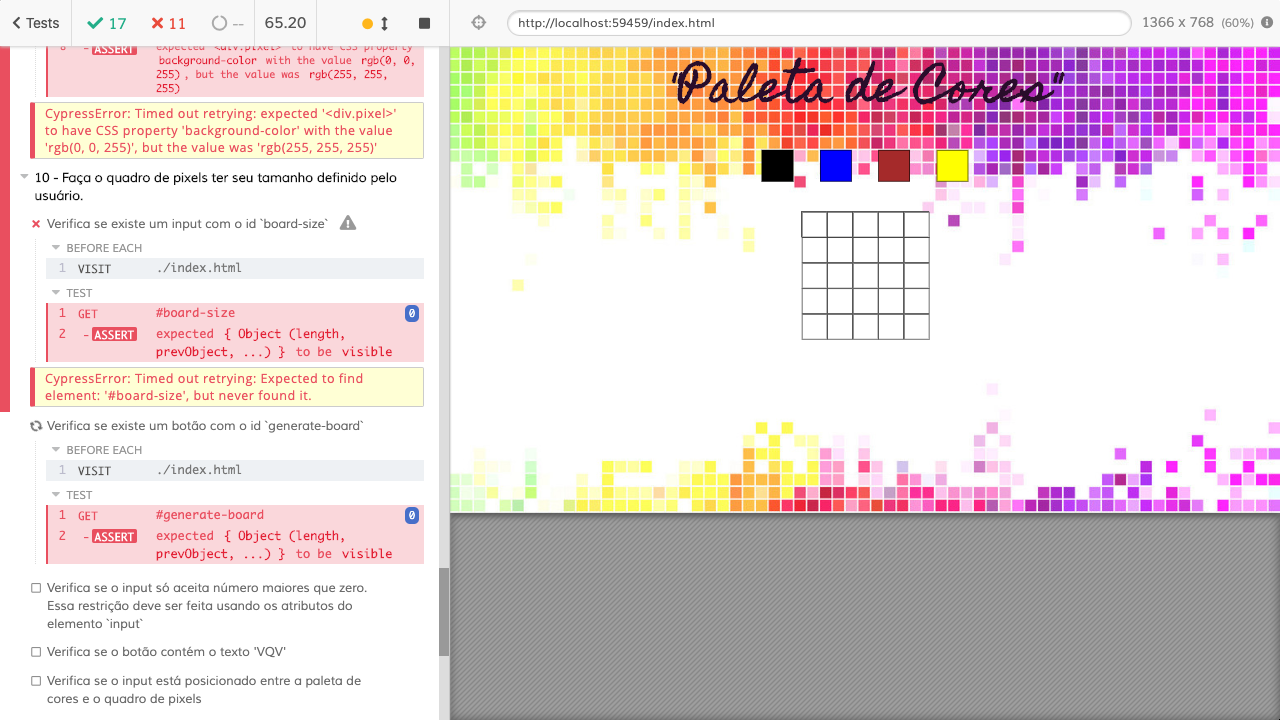 Tests
17
11
--
65.20
http://localhost:59459/index.html
1366 x 768 (60%)
- ASSERT expected <div.pixel> to have CSS property
background-color with the value rgb(0, 0,
255) , but the value was rgb(255, 255,
255)
CypressError: Timed out retrying: expected '<div.pixel>'
to have CSS property 'background-color' with the value
'rgb(0, 0, 255)', but the value was 'rgb(255, 255, 255)'
10 - Faça o quadro de pixels ter seu tamanho definido pelo
usuário.
Verifica se existe um input com o id `board-size`
BEFORE EACH
1 VISIT ./index.html
TEST
1 GET #board-size 0
2 - ASSERT expected { Object (length,
prevObject, ...) } to be visible
CypressError: Timed out retrying: Expected to find
element: '#board-size', but never found it.
Verifica se existe um botão com o id `generate-board`
BEFORE EACH
1 VISIT ./index.html
TEST
1 GET #generate-board 0
2 - ASSERT expected { Object (length,
prevObject, ...) } to be visible
Verifica se o input só aceita número maiores que zero.
Essa restrição deve ser feita usando os atributos do
elemento `input`
Verifica se o botão contém o texto 'VQV'
Verifica se o input está posicionado entre a paleta de
cores e o quadro de pixels
"Paleta de Cores"